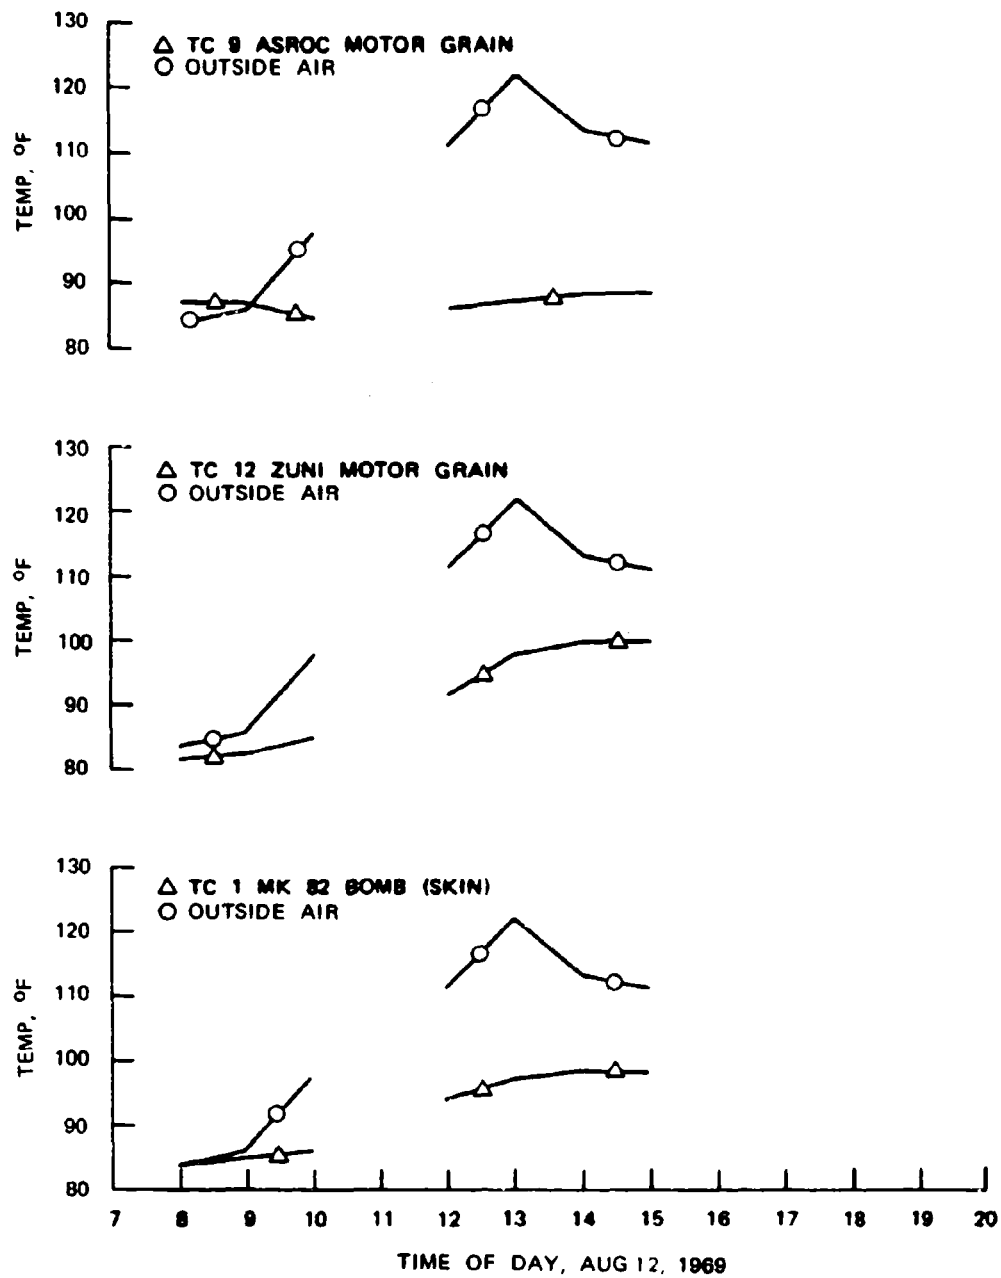 130
△ TC 9 ASROC MOTOR GRAIN
○ OUTSIDE AIR
120
110
100
90
80
TEMP, °F
130
△ TC 12 ZUNI MOTOR GRAIN
○ OUTSIDE AIR
120
110
100
90
80
TEMP, °F
130
△ TC 1 MK 82 BOMB (SKIN)
○ OUTSIDE AIR
120
110
100
90
80
TEMP, °F
7 8 9 10 11 12 13 14 15 16 17 18 19 20
TIME OF DAY, AUG 12, 1969